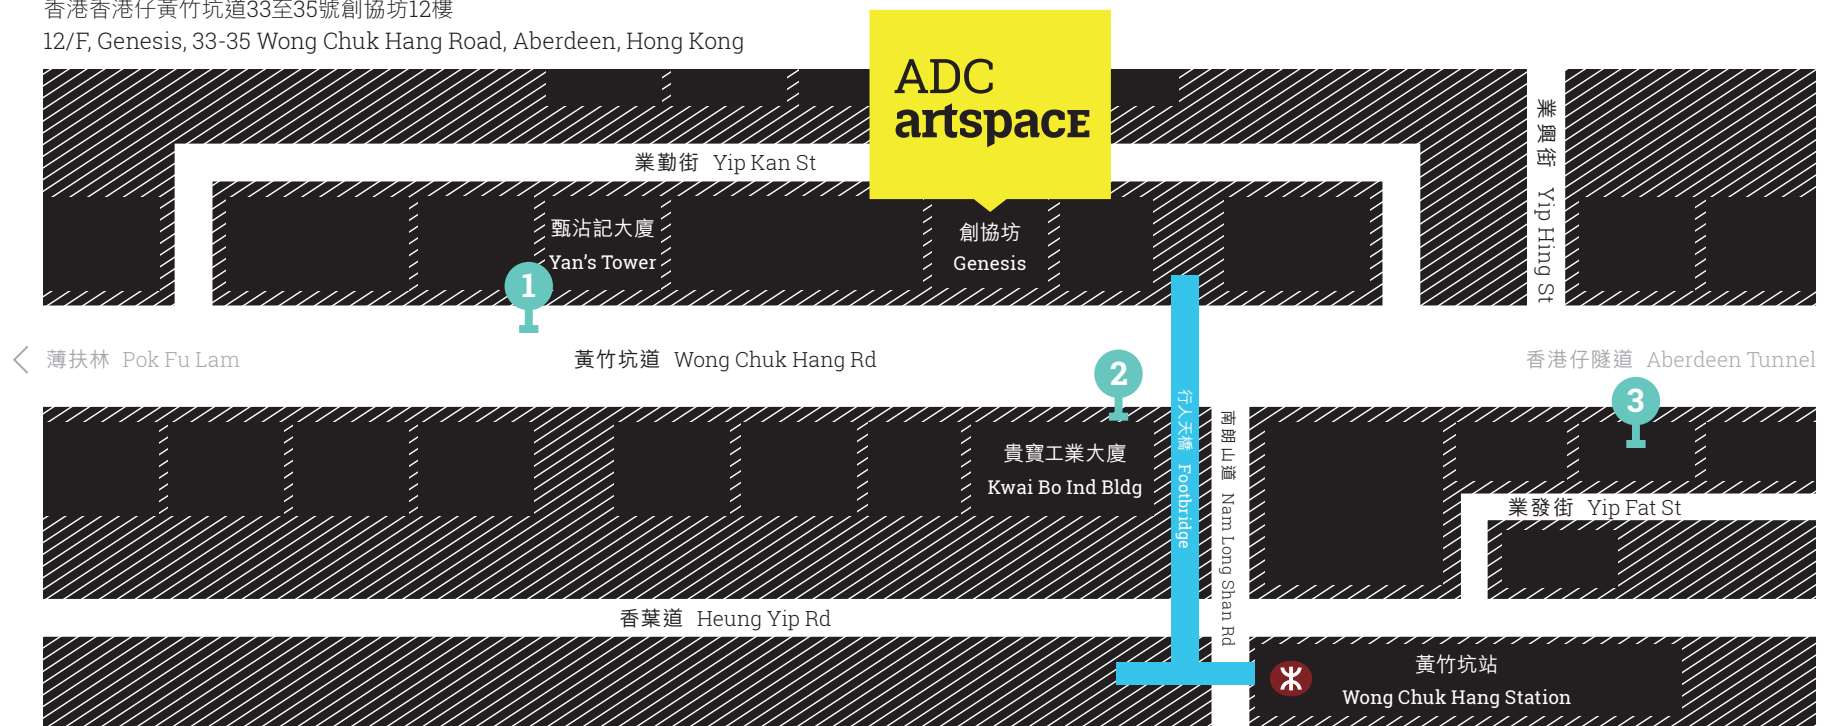 香港香港仔黃竹坑道33至35號創協坊12樓
12/F, Genesis, 33-35 Wong Chuk Hang Road, Aberdeen, Hong Kong
ADC
artspacE
業勤街 Yip Kan St
業興街 Yip Hing St
甄沾記大廈
Yan's Tower
創協坊
Genesis
1
薄扶林 Pok Fu Lam
黃竹坑道 Wong Chuk Hang Rd
2
香港仔隧道 Aberdeen Tunnel
3
行人天橋 Footbridge
南朗山道 Nam Long Shan Rd
貴寶工業大廈
Kwai Bo Ind Bldg
業發街 Yip Fat St
香葉道 Heung Yip Rd
黃竹坑站
Wong Chuk Hang Station